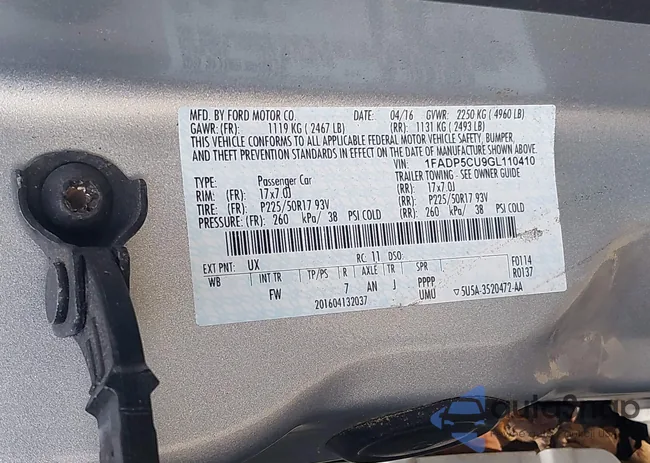 MFD. BY FORD MOTOR CO. 04/16 GVWR: 2250 KG ( 4960 LB)
GAWR: (FR): 1119 KG ( 2467 LB) (RR): 1131 KG ( 2493 LB)
THIS VEHICLE CONFORMS TO ALL APPLICABLE FEDERAL MOTOR VEHICLE SAFETY, BUMPER,
AND THEFT PREVENTION STANDARDS IN EFFECT ON THE DATE OF MANUFACTURE SHOWN ABOVE.
VIN: 1FADP5CU9GL110410
TYPE: Passenger Car TRAILER TOWING - SEE OWNER GUIDE
RIM: (FR): 17x7.0J (RR): 17x7.0J
TIRE: (FR): P225/50R17 93V (RR): P225/50R17 93V
PRESSURE: (FR): 260 kPa/ 38 PSI COLD (RR): 260 kPa/ 38 PSI COLD
EXT PNT: UX RC: 11 DSO: F0114
WB INT TR TP/PS R AXLE TR SPR R0137
FW 7 AN J PPPP
UMU
201604132037 ▽ 5U5A-3520472-AA
autoSnap